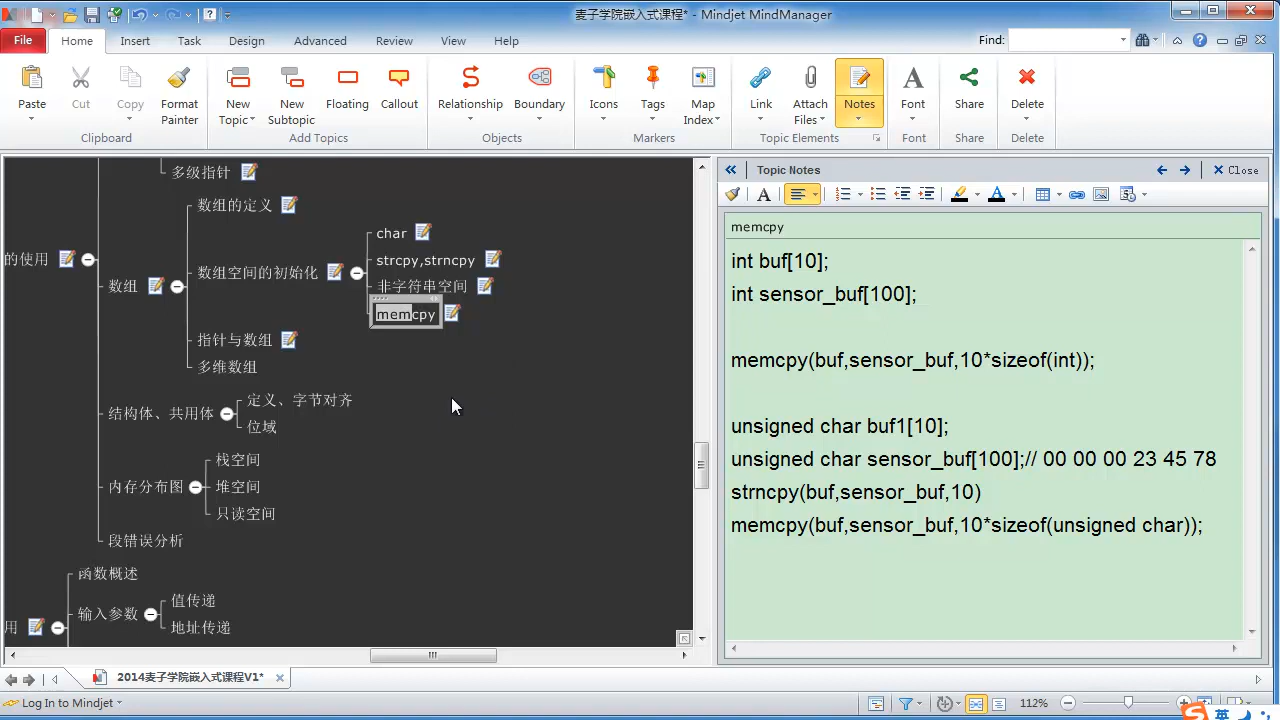 麦子学院嵌入式课程* - Mindjet MindManager
File
Home
Insert
Task
Design
Advanced
Review
View
Help
Find:
Paste
Cut
Copy
Format Painter
New Topic
New Subtopic
Floating
Callout
Relationship
Boundary
Icons
Tags
Map Index
Link
Attach Files
Notes
Font
Share
Delete
Clipboard
Add Topics
Objects
Markers
Topic Elements
Font
Share
Delete
多级指针
数组的定义
char
strcpy,strncpy
的使用
数组
数组空间的初始化
非字符串空间
memcpy
指针与数组
多维数组
结构体、共用体
定义、字节对齐
位域
栈空间
内存分布图
堆空间
只读空间
段错误分析
函数概述
值传递
输入参数
用
地址传递
Topic Notes
Close
memcpy
int buf[10];
int sensor_buf[100];
memcpy(buf,sensor_buf,10*sizeof(int));
unsigned char buf1[10];
unsigned char sensor_buf[100];// 00 00 00 23 45 78
strncpy(buf,sensor_buf,10)
memcpy(buf,sensor_buf,10*sizeof(unsigned char));
2014麦子学院嵌入式课程V1*
Log In to Mindjet
112%
英